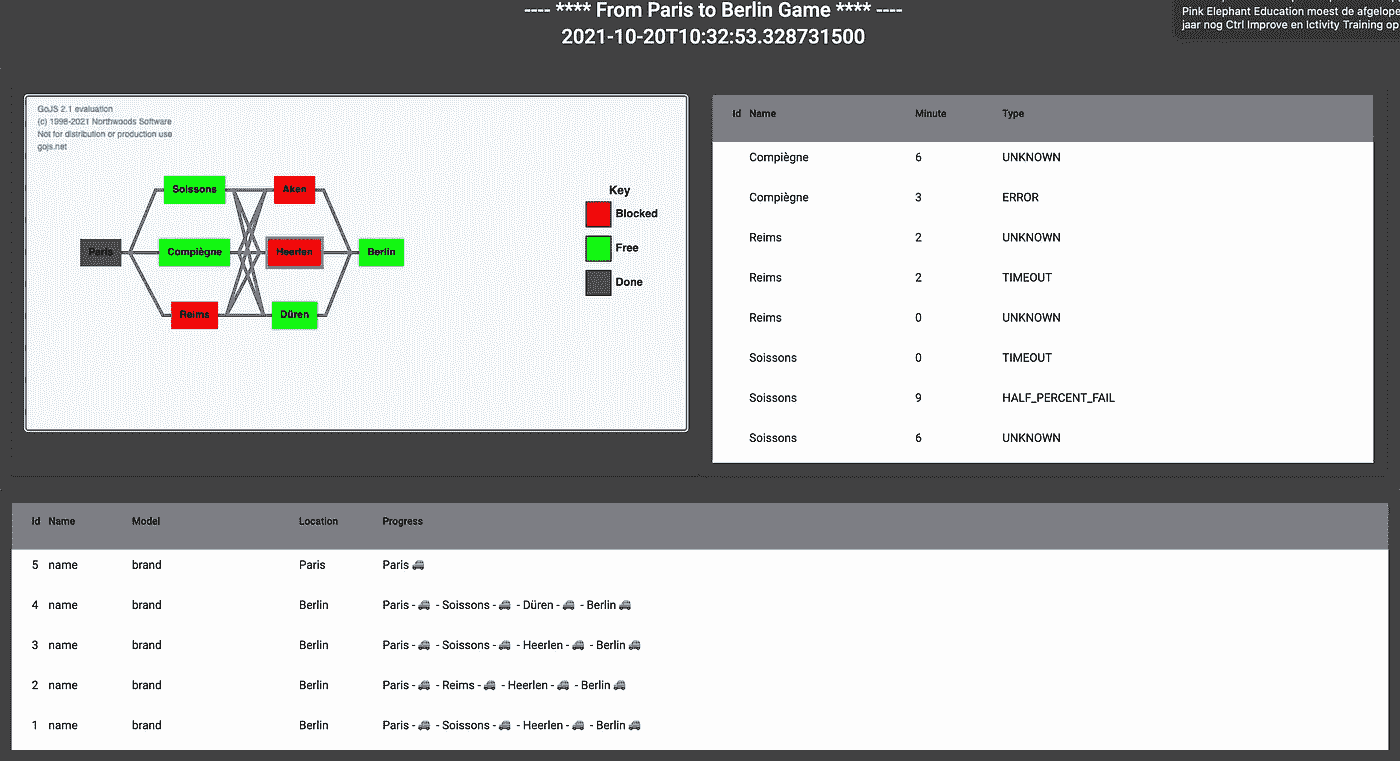 ---- **** From Paris to Berlin Game **** ----
2021-10-20T10:32:53.328731500
Pink Elephant Education moest de afgelope
jaar nog Ctrl Improve en Ictivity Training op
GoJS 2.1 evaluation
(c) 1998-2021 Northwoods Software
Not for distribution or production use
gojs.net
Soissons Aken
Paris Compiègne Heerlen Berlin
Reims Düren
Key
Blocked
Free
Done
Id Name Minute Type
Compiègne 6 UNKNOWN
Compiègne 3 ERROR
Reims 2 UNKNOWN
Reims 2 TIMEOUT
Reims 0 UNKNOWN
Soissons 0 TIMEOUT
Soissons 9 HALF_PERCENT_FAIL
Soissons 6 UNKNOWN
Id Name Model Location Progress
5 name brand Paris Paris 🚗
4 name brand Berlin Paris - 🚗 - Soissons - 🚗 - Düren - 🚗 - Berlin 🚗
3 name brand Berlin Paris - 🚗 - Soissons - 🚗 - Heerlen - 🚗 - Berlin 🚗
2 name brand Berlin Paris - 🚗 - Reims - 🚗 - Heerlen - 🚗 - Berlin 🚗
1 name brand Berlin Paris - 🚗 - Soissons - 🚗 - Heerlen - 🚗 - Berlin 🚗